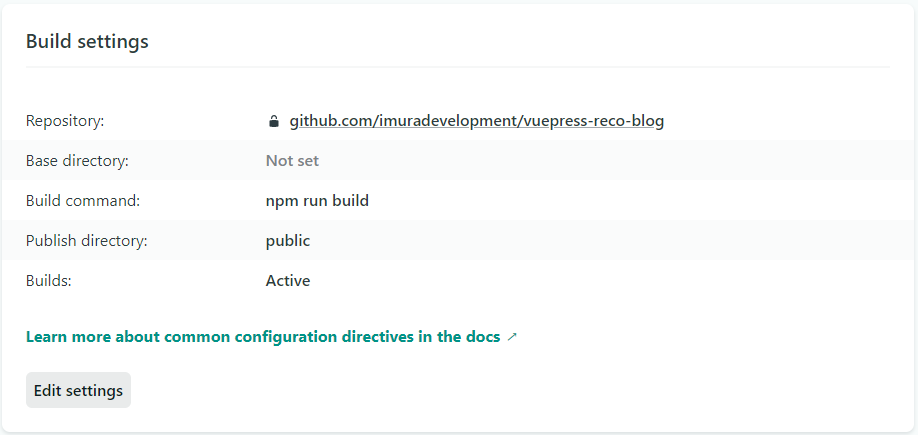 Build settings
Repository: github.com/imuradevelopment/vuepress-reco-blog
Base directory: Not set
Build command: npm run build
Publish directory: public
Builds: Active
Learn more about common configuration directives in the docs ↗
Edit settings